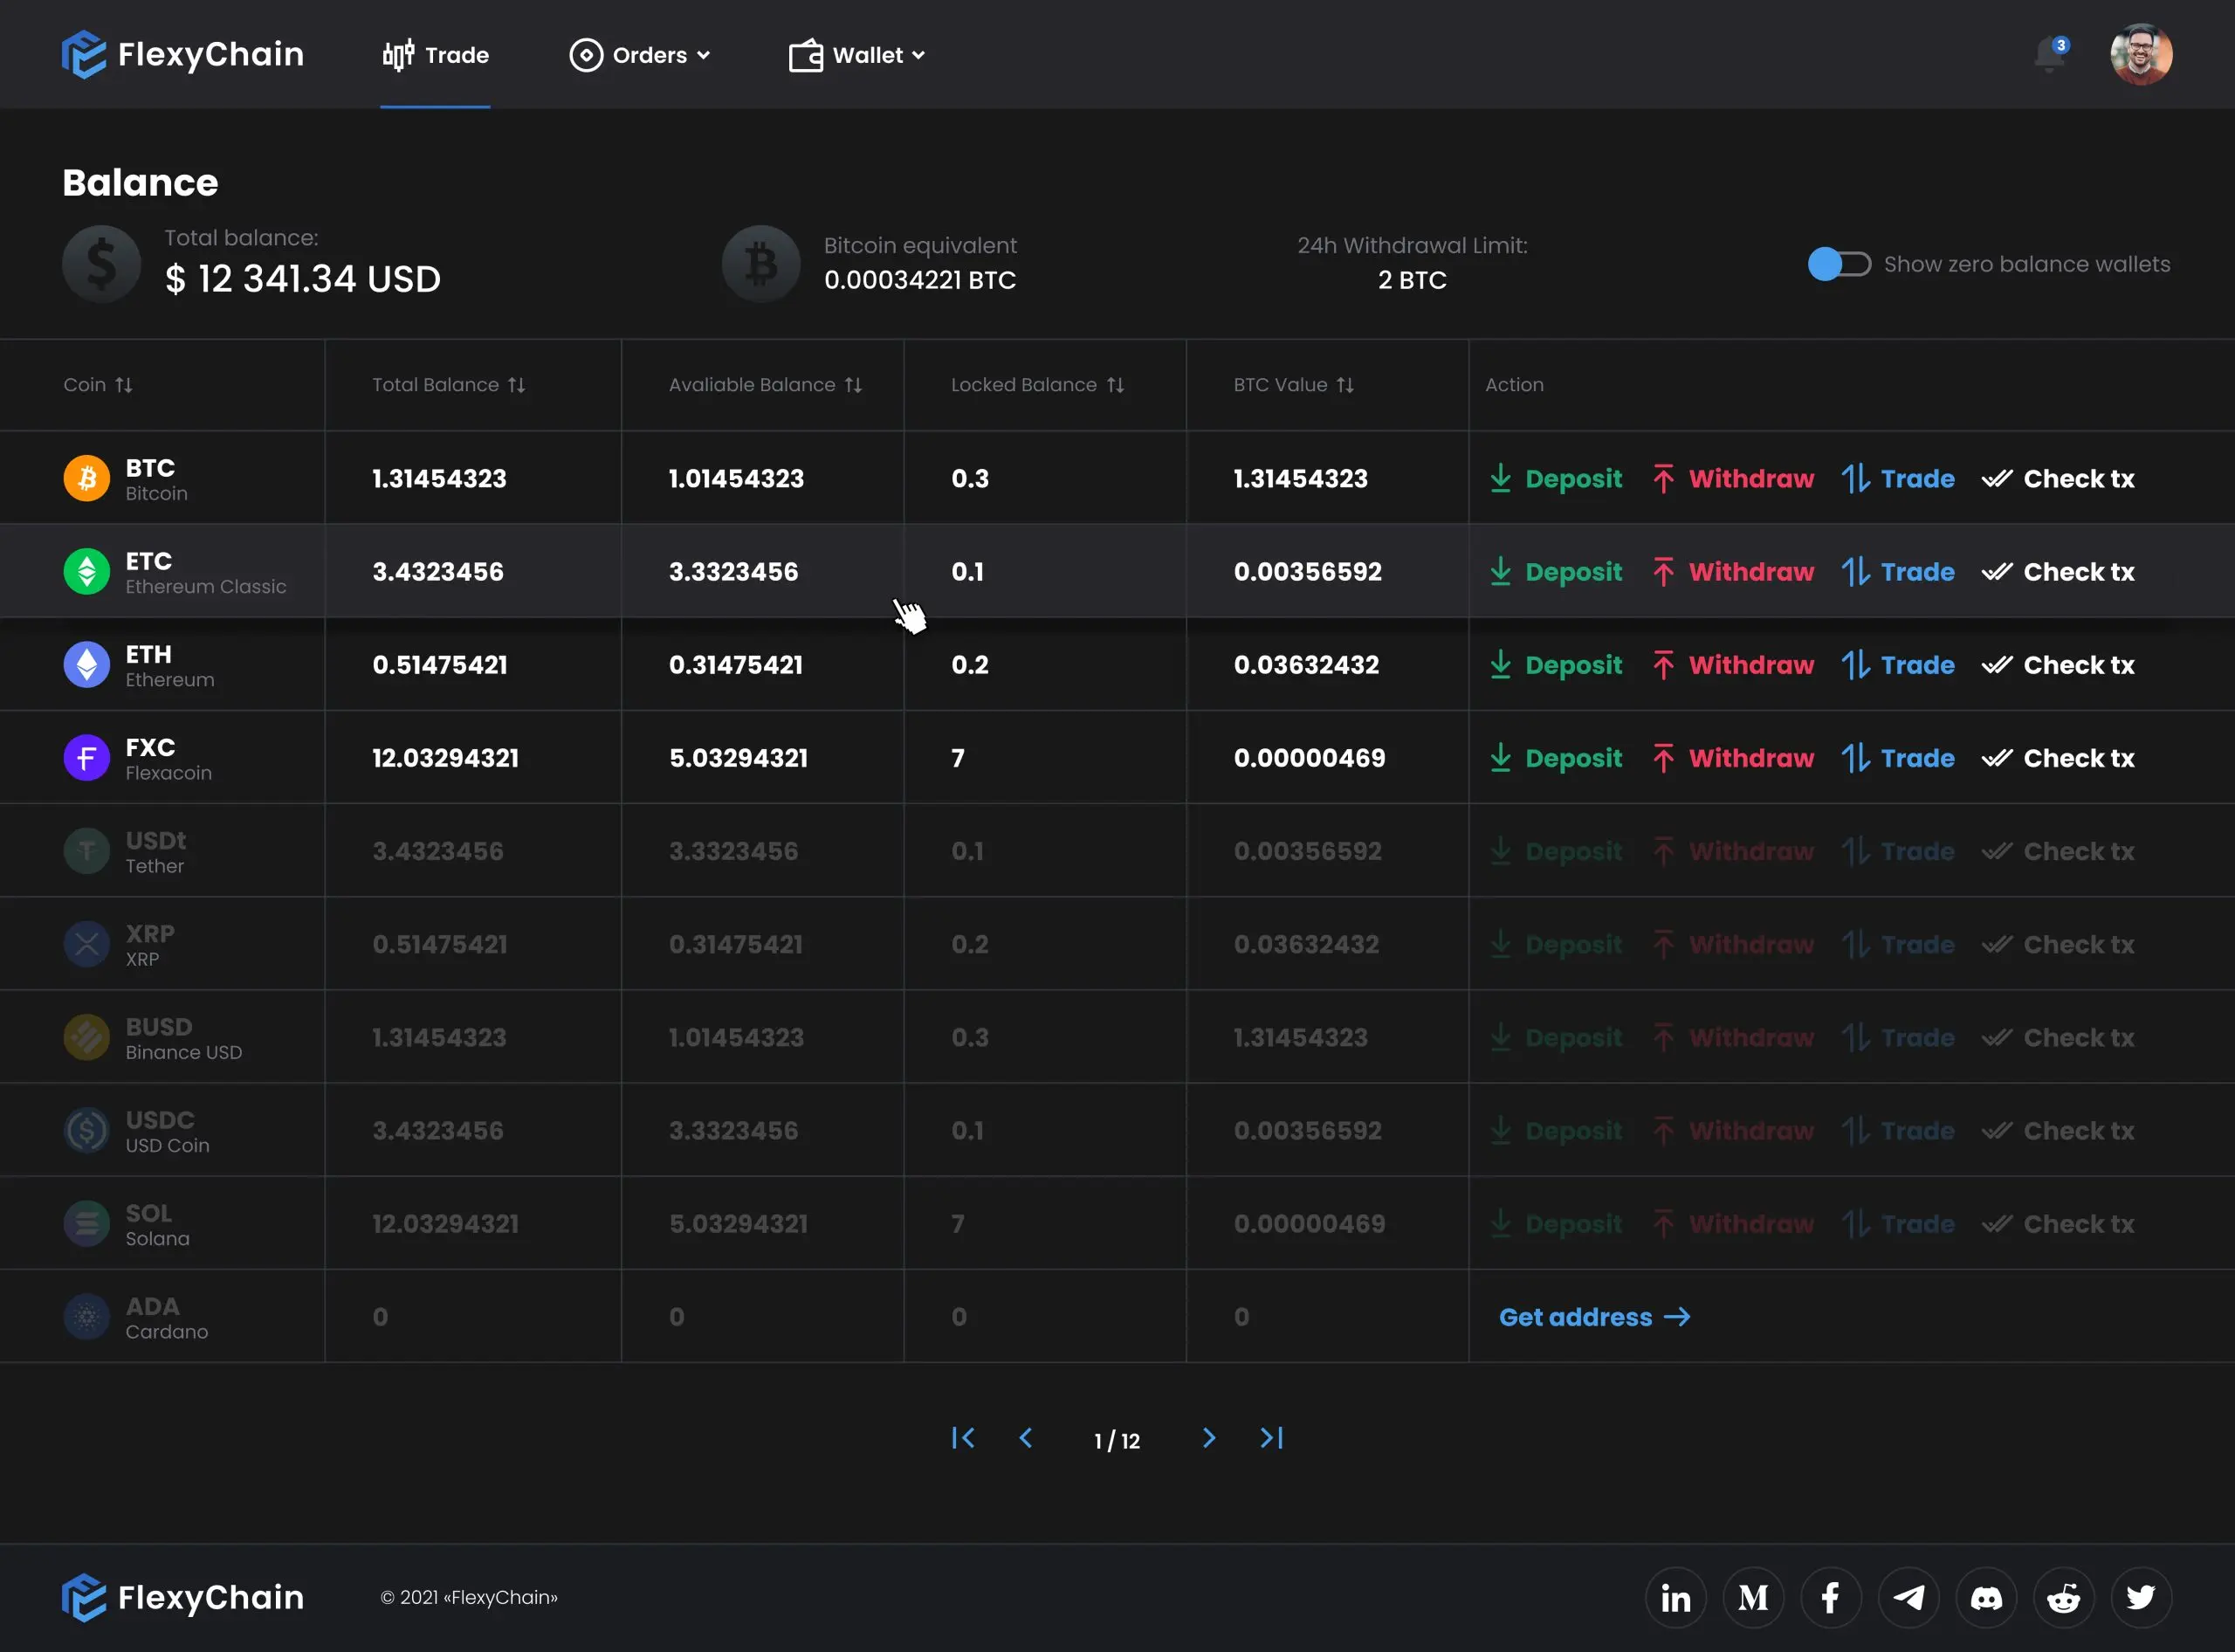 FlexyChain Trade Orders Wallet 3
Balance
Total balance:
$ 12 341.34 USD
Bitcoin equivalent
0.00034221 BTC
24h Withdrawal Limit:
2 BTC
Show zero balance wallets
Coin Total Balance Avaliable Balance Locked Balance BTC Value Action
BTC
Bitcoin
1.31454323 1.01454323 0.3 1.31454323 Deposit Withdraw Trade Check tx
ETC
Ethereum Classic
3.4323456 3.3323456 0.1 0.00356592 Deposit Withdraw Trade Check tx
ETH
Ethereum
0.51475421 0.31475421 0.2 0.03632432 Deposit Withdraw Trade Check tx
FXC
Flexacoin
12.03294321 5.03294321 7 0.00000469 Deposit Withdraw Trade Check tx
USDt
Tether
3.4323456 3.3323456 0.1 0.00356592 Deposit Withdraw Trade Check tx
XRP
XRP
0.51475421 0.31475421 0.2 0.03632432 Deposit Withdraw Trade Check tx
BUSD
Binance USD
1.31454323 1.01454323 0.3 1.31454323 Deposit Withdraw Trade Check tx
USDC
USD Coin
3.4323456 3.3323456 0.1 0.00356592 Deposit Withdraw Trade Check tx
SOL
Solana
12.03294321 5.03294321 7 0.00000469 Deposit Withdraw Trade Check tx
ADA
Cardano
0 0 0 0 Get address
1 / 12
FlexyChain © 2021 «FlexyChain»